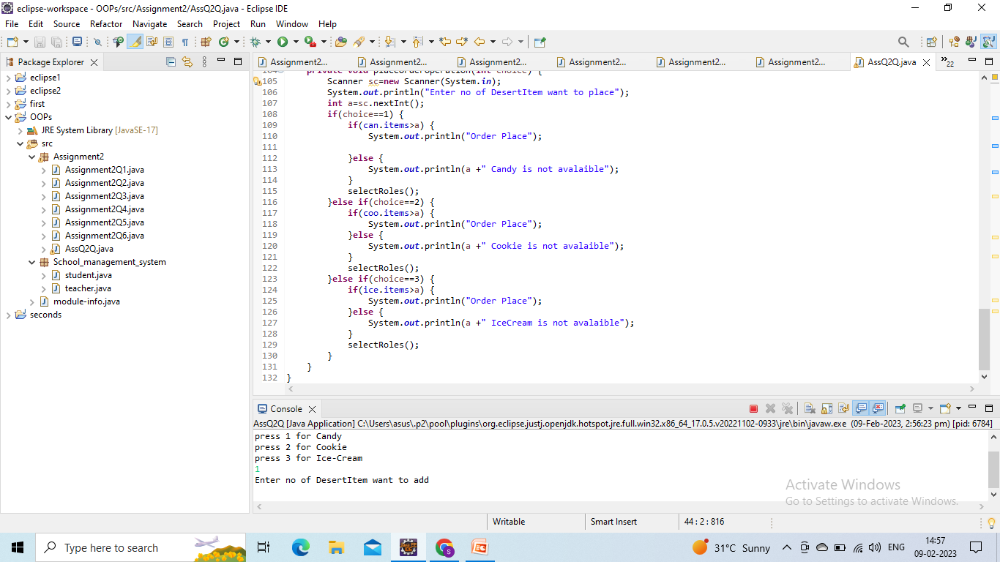 eclipse-workspace - OOPs/src/Assignment2/AssQ2Q.java - Eclipse IDE
File Edit Source Refactor Navigate Search Project Run Window Help
Package Explorer
eclipse1
eclipse2
first
OOPs
JRE System Library [JavaSE-17]
src
Assignment2
Assignment2Q1.java
Assignment2Q2.java
Assignment2Q3.java
Assignment2Q4.java
Assignment2Q5.java
Assignment2Q6.java
AssQ2Q.java
School_management_system
student.java
teacher.java
module-info.java
seconds
Assignment2... Assignment2... Assignment2... Assignment2... Assignment2... Assignment2... AssQ2Q.java 22
104 private void placeOrderOperation(int choice) {
105 Scanner sc=new Scanner(System.in);
106 System.out.println("Enter no of DesertItem want to place");
107 int a=sc.nextInt();
108 if(choice==1) {
109 if(can.items>a) {
110 System.out.println("Order Place");
111
112 }else {
113 System.out.println(a +" Candy is not avalaible");
114 }
115 selectRoles();
116 }else if(choice==2) {
117 if(coo.items>a) {
118 System.out.println("Order Place");
119 }else {
120 System.out.println(a +" Cookie is not avalaible");
121 }
122 selectRoles();
123 }else if(choice==3) {
124 if(ice.items>a) {
125 System.out.println("Order Place");
126 }else {
127 System.out.println(a +" IceCream is not avalaible");
128 }
129 selectRoles();
130 }
131 }
132 }
Console
AssQ2Q [Java Application] C:\Users\asus\.p2\pool\plugins\org.eclipse.justj.openjdk.hotspot.jre.full.win32.x86_64_17.0.5.v20221102-0933\jre\bin\javaw.exe (09-Feb-2023, 2:56:23 pm) [pid: 6784]
press 1 for Candy
press 2 for Cookie
press 3 for Ice-Cream
1
Enter no of DesertItem want to add
Activate Windows
Go to Settings to activate Windows.
Writable Smart Insert 44 : 2 : 816
Type here to search
31°C Sunny
ENG
14:57
09-02-2023